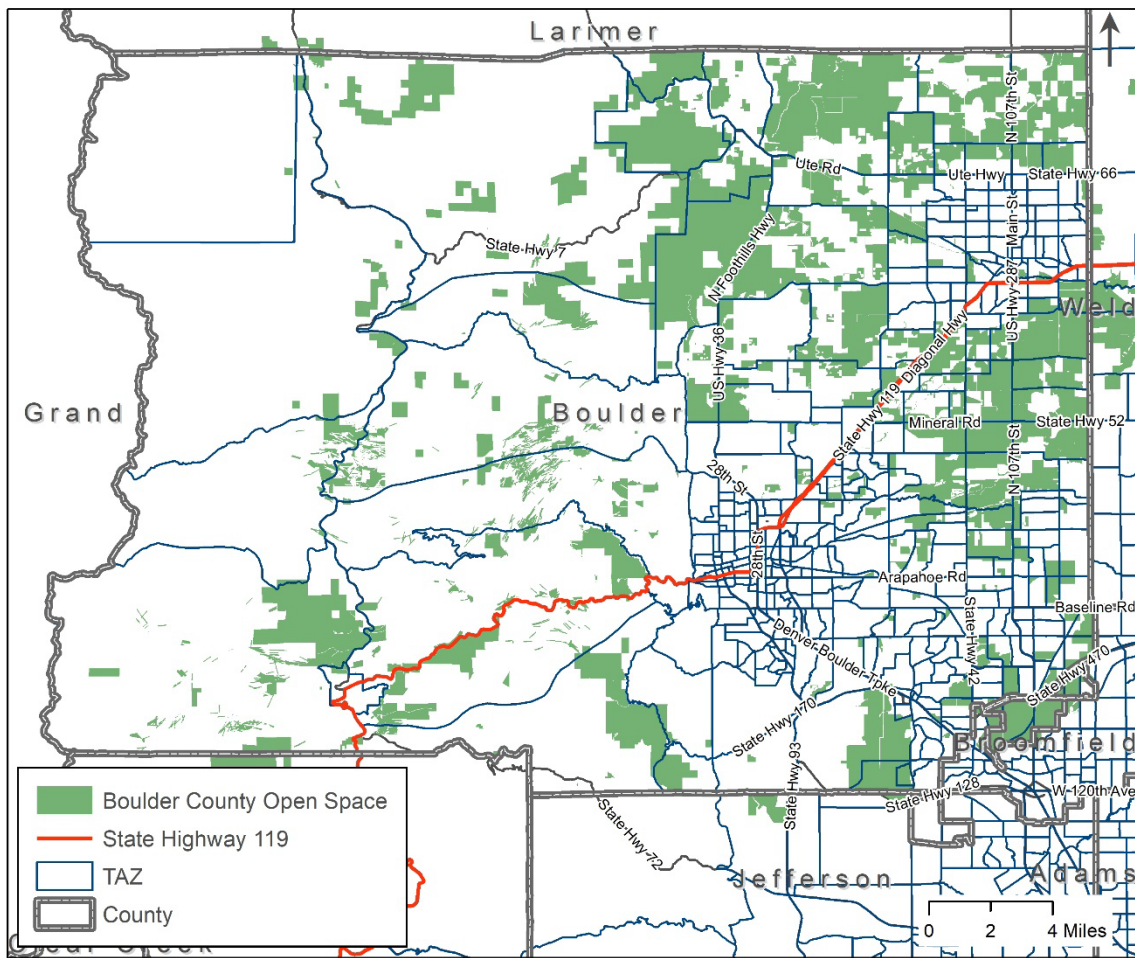 Larimer
N 107th St
Ute Rd
Ute Hwy
State Hwy 66
State Hwy 7
N Foothills Hwy
US Hwy 287
Main St
Weld
US Hwy 36
State Hwy 119
Diagonal Hwy
Grand
Boulder
Mineral Rd
State Hwy 52
28th St
N 107th St
28th St
Arapahoe Rd
Baseline Rd
State Hwy 42
Denver Boulder Tpke
State Hwy 470
State Hwy 170
State Hwy 93
Broomfield
State Hwy 128
W 120th Ave
State Hwy 72
Jefferson
Adams
Boulder County Open Space
State Highway 119
TAZ
County
0 2 4 Miles